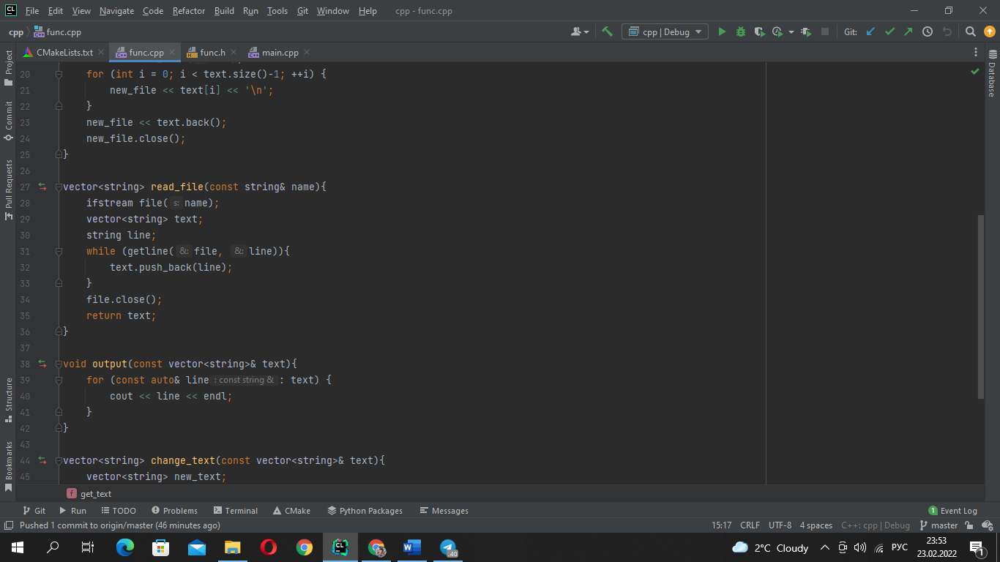 File Edit View Navigate Code Refactor Build Run Tools Git Window Help cpp - func.cpp
cpp func.cpp cpp | Debug Git:
CMakeLists.txt func.cpp func.h main.cpp
Project
Commit
Pull Requests
Structure
Bookmarks
Database
20 for (int i = 0; i < text.size()-1; ++i) {
21 new_file << text[i] << '\n';
22 }
23 new_file << text.back();
24 new_file.close();
25 }
26
27 vector<string> read_file(const string& name){
28 ifstream file( s: name);
29 vector<string> text;
30 string line;
31 while (getline( &: file, &: line)){
32 text.push_back(line);
33 }
34 file.close();
35 return text;
36 }
37
38 void output(const vector<string>& text){
39 for (const auto& line : const string & : text) {
40 cout << line << endl;
41 }
42 }
43
44 vector<string> change_text(const vector<string>& text){
45 vector<string> new_text;
f get_text
Git Run TODO Problems Terminal CMake Python Packages Messages 1 Event Log
Pushed 1 commit to origin/master (46 minutes ago) 15:17 CRLF UTF-8 4 spaces C++: cpp | Debug master
2°C Cloudy РУС 23:53
23.02.2022